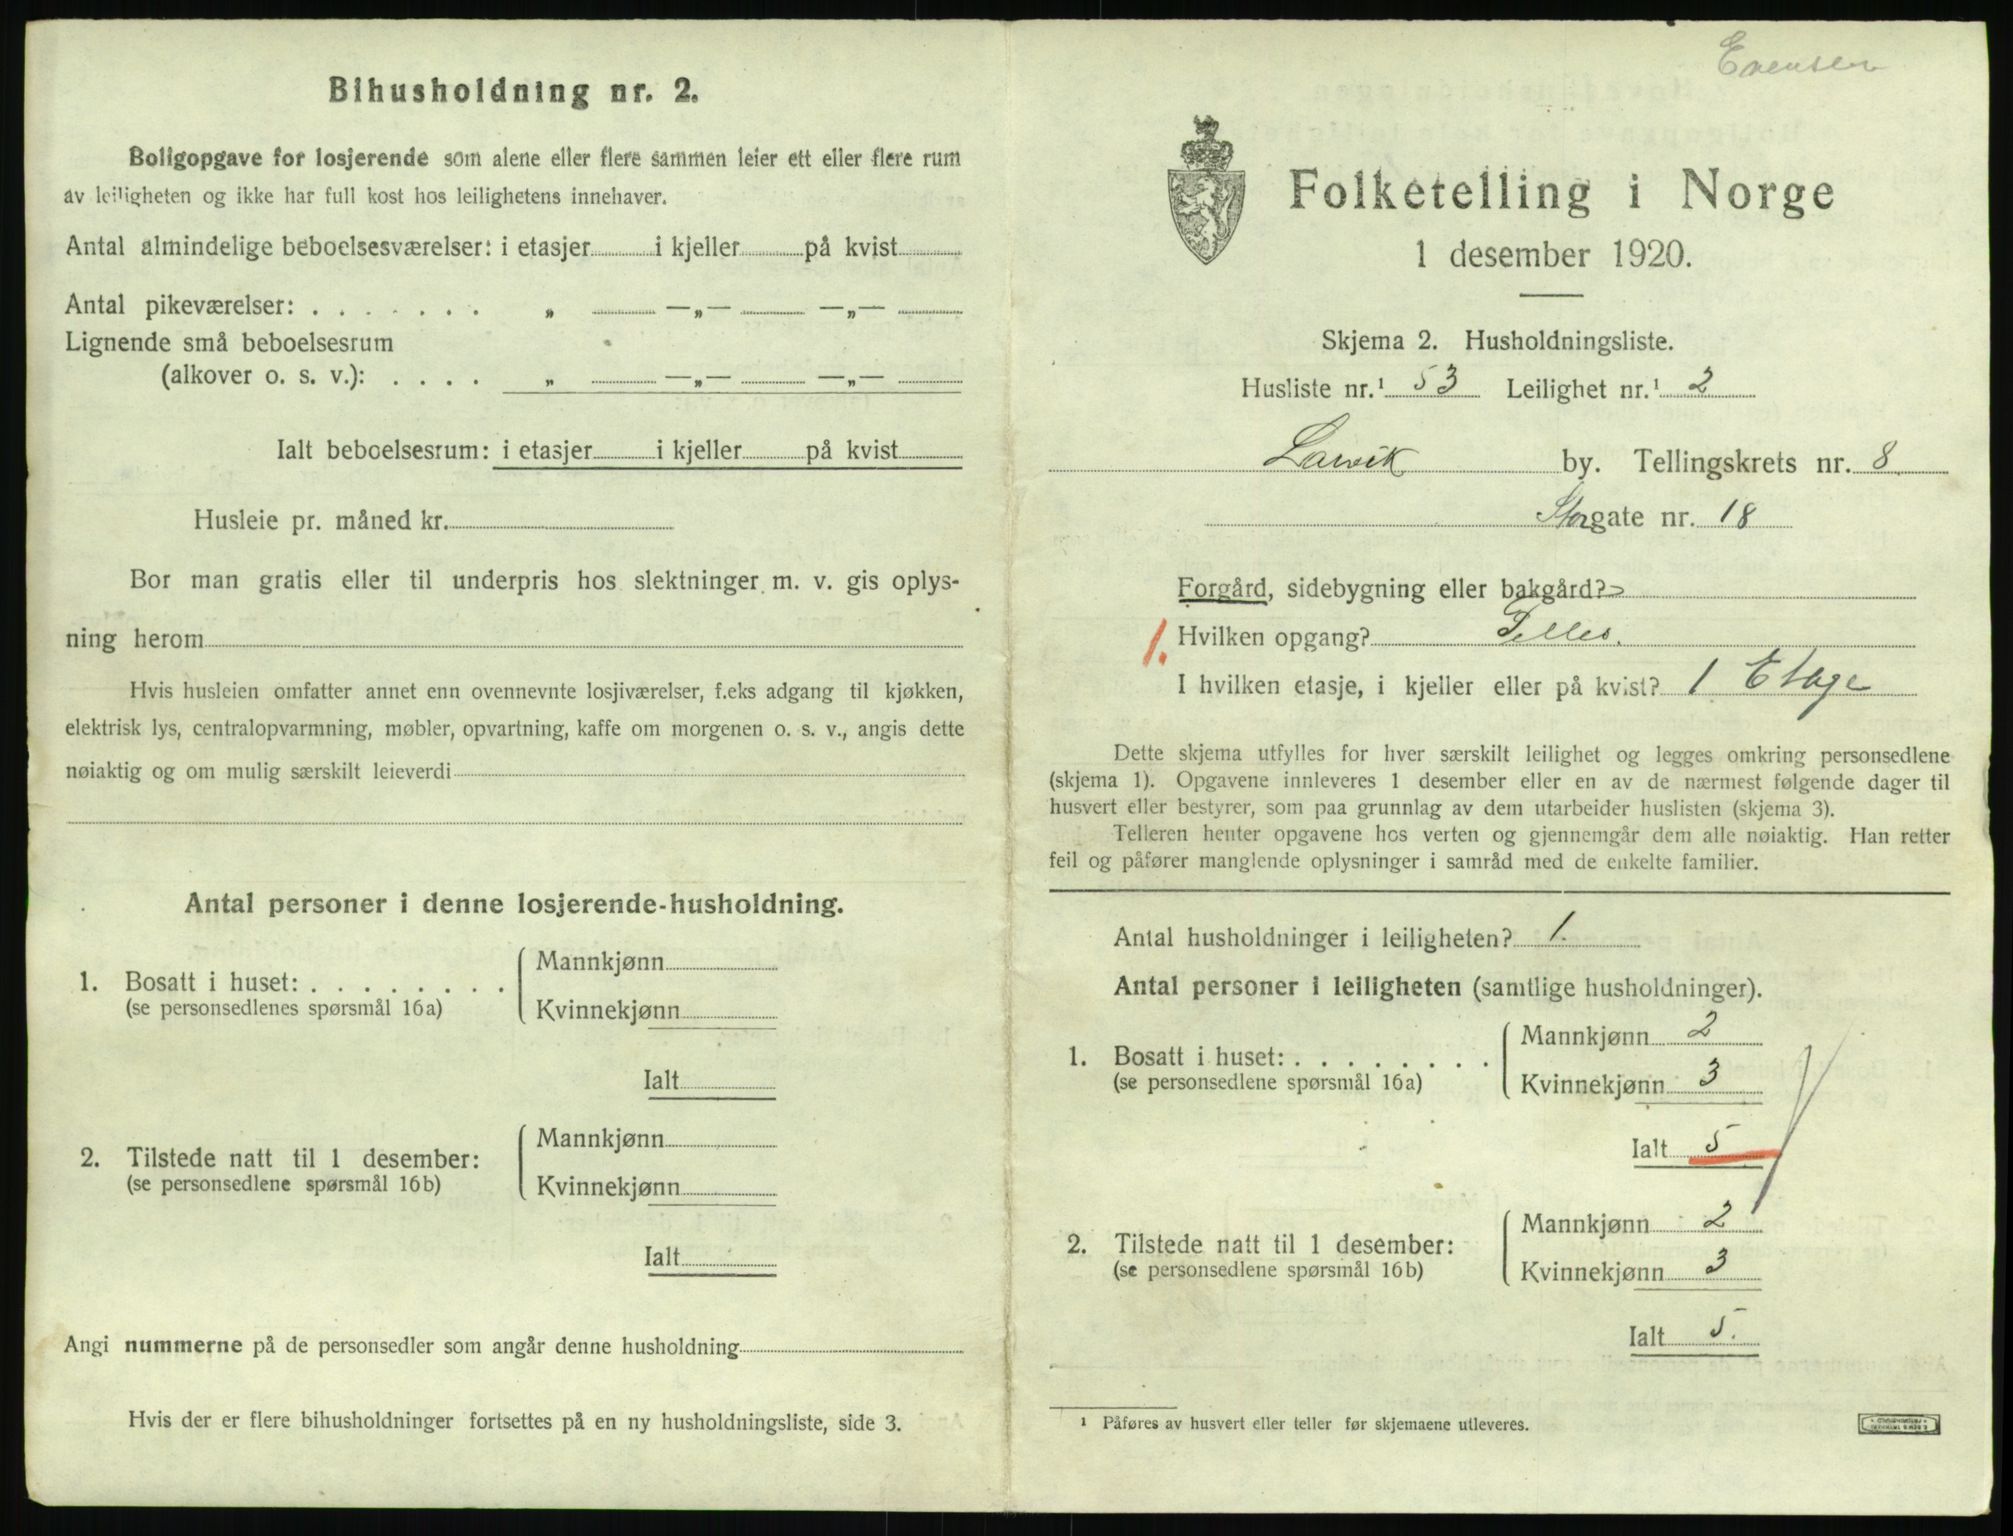 Bihusholdning nr. 2.
Boligopgave for losjerende som alene eller flere sammen leier ett eller flere rum
av leiligheten og ikke har full kost hos leilighetens innehaver.
Antal almindelige beboelsesværelser: i etasjer i kjeller på kvist
Antal pikeværelser: . . . . . . . „ —„— —„—
Lignende små beboelsesrum
(alkover o. s. v.): . . . . „ —„— —„—
Ialt beboelsesrum: i etasjer i kjeller på kvist
Husleie pr. måned kr.
Bor man gratis eller til underpris hos slektninger m. v. gis oplys-
ning herom
Hvis husleien omfatter annet enn ovennevnte losjiværelser, f.eks adgang til kjøkken,
elektrisk lys, centralopvarmning, møbler, opvartning, kaffe om morgenen o. s. v., angis dette
nøiaktig og om mulig særskilt leieverdi
Antal personer i denne losjerende-husholdning.
1. Bosatt i huset: . . . . . . . . Mannkjønn
(se personsedlenes spørsmål 16a) Kvinnekjønn
Ialt
2. Tilstede natt til 1 desember: Mannkjønn
(se personsedlene spørsmål 16b) Kvinnekjønn
Ialt
Angi nummerne på de personsedler som angår denne husholdning
Hvis der er flere bihusholdninger fortsettes på en ny husholdningsliste, side 3.
Evensen
Folketelling i Norge
1 desember 1920.
Skjema 2. Husholdningsliste.
Husliste nr.¹ 53 Leilighet nr.¹ 2
Larvik by. Tellingskrets nr. 8
Storgate nr. 18
Forgård, sidebygning eller bakgård?
1. Hvilken opgang? Felles.
I hvilken etasje, i kjeller eller på kvist? 1 Etage
Dette skjema utfylles for hver særskilt leilighet og legges omkring personsedlene
(skjema 1). Opgavene innleveres 1 desember eller en av de nærmest følgende dager til
husvert eller bestyrer, som paa grunnlag av dem utarbeider huslisten (skjema 3).
Telleren henter opgavene hos verten og gjennemgår dem alle nøiaktig. Han retter
feil og påfører manglende oplysninger i samråd med de enkelte familier.
Antal husholdninger i leiligheten? 1.
Antal personer i leiligheten (samtlige husholdninger).
1. Bosatt i huset: . . . . . . . . Mannkjønn 2
(se personsedlene spørsmål 16a) Kvinnekjønn 3
Ialt 5
2. Tilstede natt til 1 desember: Mannkjønn 2
(se personsedlene spørsmål 16b) Kvinnekjønn 3
Ialt 5.
¹ Påføres av husvert eller teller før skjemaene utleveres.